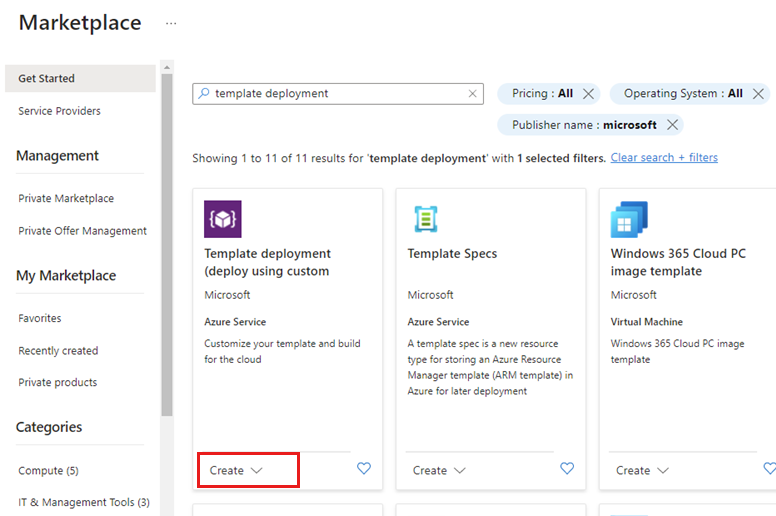 Marketplace ...
Get Started
Service Providers
Management
Private Marketplace
Private Offer Management
My Marketplace
Favorites
Recently created
Private products
Categories
Compute (5)
IT & Management Tools (3)
template deployment
Pricing : All
Operating System : All
Publisher name : microsoft
Showing 1 to 11 of 11 results for 'template deployment' with 1 selected filters. Clear search + filters
Template deployment
(deploy using custom
Microsoft
Azure Service
Customize your template and build
for the cloud
Create
Template Specs
Microsoft
Azure Service
A template spec is a new resource
type for storing an Azure Resource
Manager template (ARM template) in
Azure for later deployment
Create
Windows 365 Cloud PC
image template
Microsoft
Virtual Machine
Windows 365 Cloud PC image
template
Create